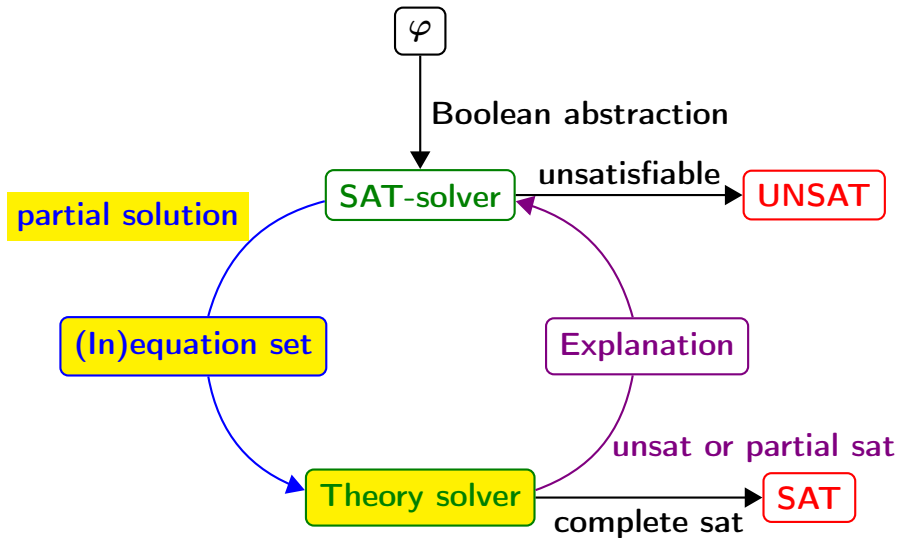 φ
Boolean abstraction
unsatisfiable
SAT-solver
UNSAT
partial solution
(In)equation set
Explanation
unsat or partial sat
Theory solver
SAT
complete sat